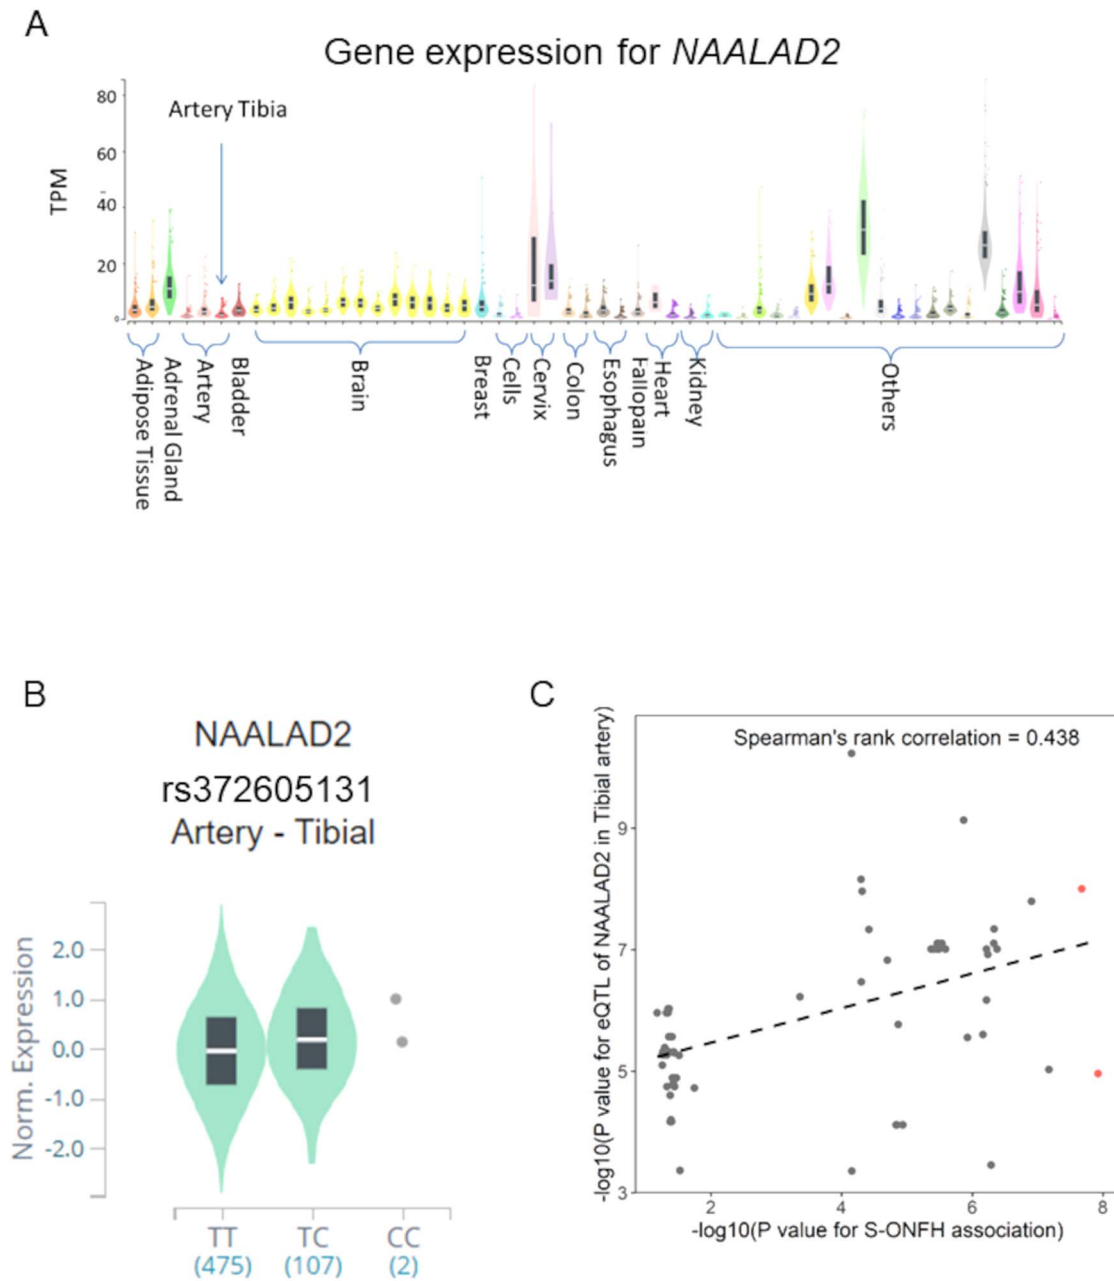 A
Gene expression for NAALAD2
Artery Tibia
TPM
80
60
40
20
0
Adipose Tissue
Adrenal Gland
Artery
Bladder
Brain
Breast
Cells
Cervix
Colon
Esophagus
Fallopain
Heart
Kidney
Others
B
NAALAD2
rs372605131
Artery - Tibial
Norm. Expression
2.0
1.0
0.0
-1.0
-2.0
TT
TC
CC
(475)
(107)
(2)
C
Spearman's rank correlation = 0.438
-log10(P value for eQTL of NAALAD2 in Tibial artery)
9
7
5
3
2
4
6
8
-log10(P value for S-ONFH association)